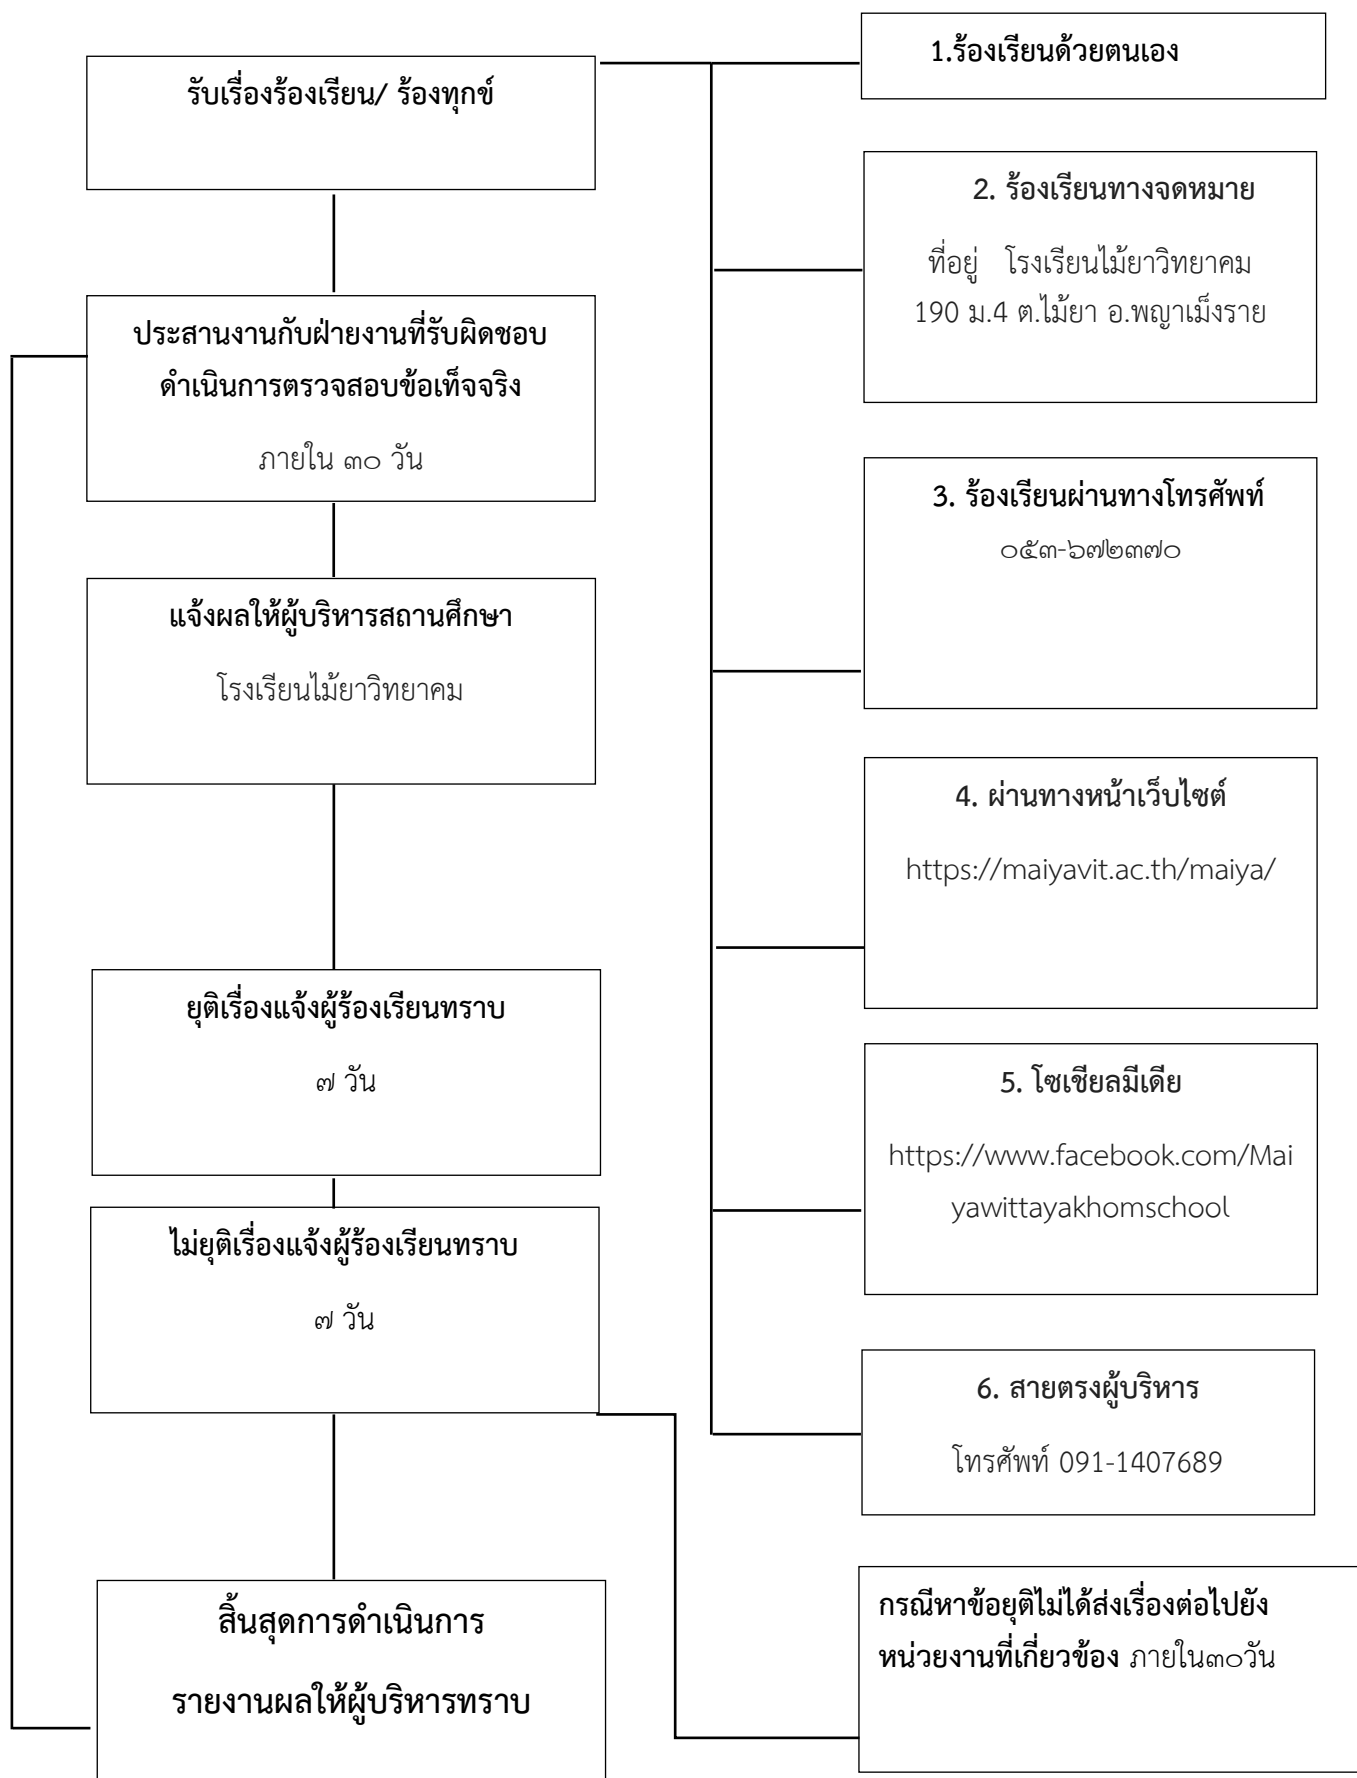 รับเรื่องร้องเรียน/ ร้องทุกข์
ประสานงานกับฝ่ายงานที่รับผิดชอบ
ดำเนินการตรวจสอบข้อเท็จจริง
ภายใน ๓๐ วัน
แจ้งผลให้ผู้บริหารสถานศึกษา
โรงเรียนไม้ยาวิทยาคม
ยุติเรื่องแจ้งผู้ร้องเรียนทราบ
๗ วัน
ไม่ยุติเรื่องแจ้งผู้ร้องเรียนทราบ
๗ วัน
สิ้นสุดการดำเนินการ
รายงานผลให้ผู้บริหารทราบ
1.ร้องเรียนด้วยตนเอง
2. ร้องเรียนทางจดหมาย
ที่อยู่ โรงเรียนไม้ยาวิทยาคม
190 ม.4 ต.ไม้ยา อ.พญาเม็งราย
3. ร้องเรียนผ่านทางโทรศัพท์
๐๕๓-๖๗๒๓๗๐
4. ผ่านทางหน้าเว็บไซต์
https://maiyavit.ac.th/maiya/
5. โซเชียลมีเดีย
https://www.facebook.com/Mai
yawittayakhomschool
6. สายตรงผู้บริหาร
โทรศัพท์ 091-1407689
กรณีหาข้อยุติไม่ได้ส่งเรื่องต่อไปยัง
หน่วยงานที่เกี่ยวข้อง ภายใน๓๐วัน